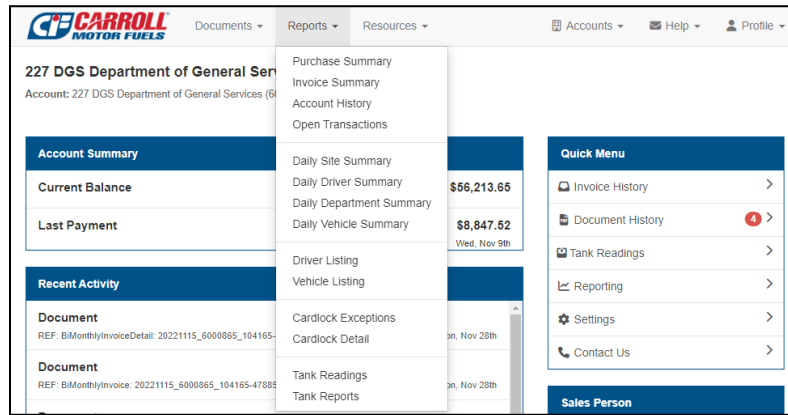 CARROLL
MOTOR FUELS
Documents
Reports
Resources
Accounts
Help
Profile
227 DGS Department of General Ser
Account: 227 DGS Department of General Services (6
Purchase Summary
Invoice Summary
Account History
Open Transactions
Daily Site Summary
Daily Driver Summary
Daily Department Summary
Daily Vehicle Summary
Driver Listing
Vehicle Listing
Cardlock Exceptions
Cardlock Detail
Tank Readings
Tank Reports
Account Summary
Current Balance
$56,213.65
Last Payment
$8,847.52
Wed, Nov 9th
Recent Activity
Document
REF: BiMonthlyInvoiceDetail: 20221115_6000865_104165-
on, Nov 28th
Document
REF: BiMonthlyInvoice: 20221115_6000865_104165-4788
on, Nov 28th
Quick Menu
Invoice History
Document History
4
Tank Readings
Reporting
Settings
Contact Us
Sales Person